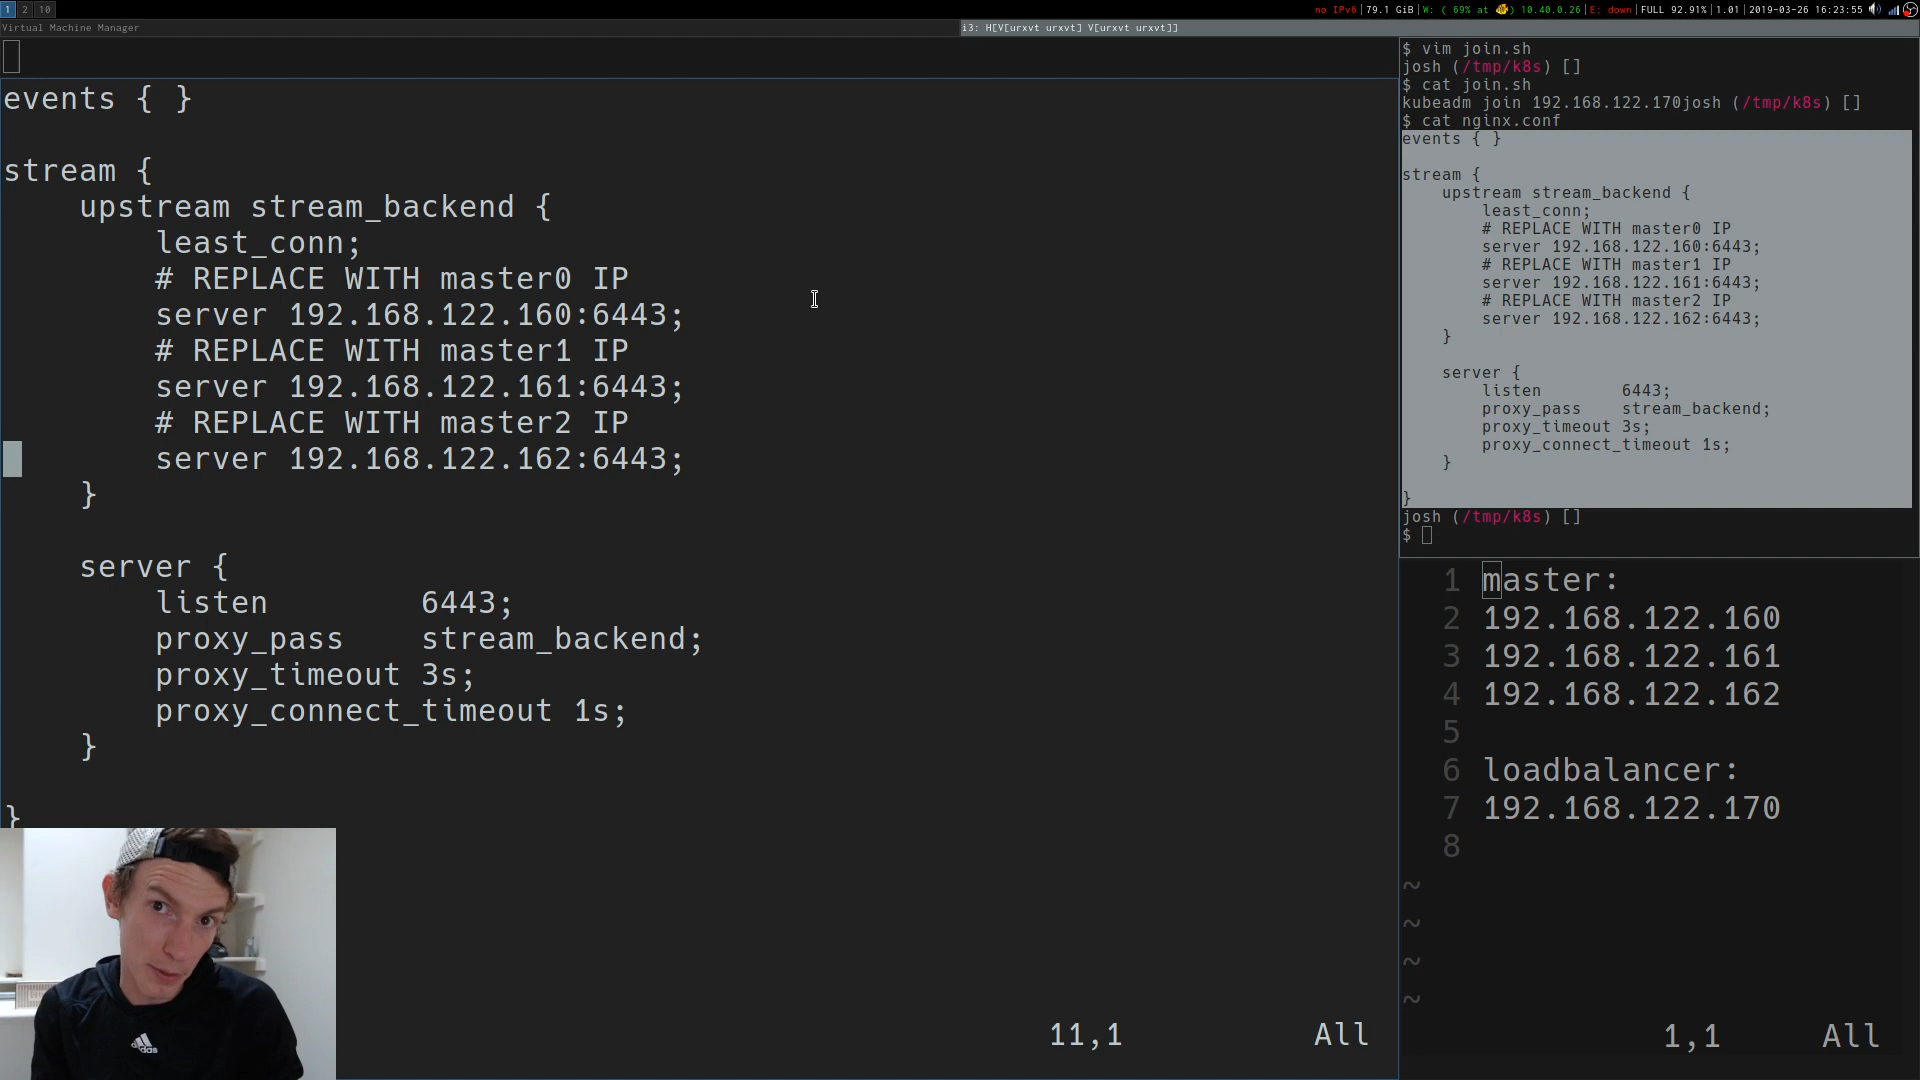 1 2 10
no IPv6 | 79.1 GiB | W: ( 69% at 🐠) 10.40.0.26 | E: down | FULL 92.91% | 1.01 | 2019-03-26 16:23:55
Virtual Machine Manager
i3: H[V[urxvt urxvt] V[urxvt urxvt]]
events { }
stream {
upstream stream_backend {
least_conn;
# REPLACE WITH master0 IP
server 192.168.122.160:6443;
# REPLACE WITH master1 IP
server 192.168.122.161:6443;
# REPLACE WITH master2 IP
server 192.168.122.162:6443;
}
server {
listen 6443;
proxy_pass stream_backend;
proxy_timeout 3s;
proxy_connect_timeout 1s;
}
}
11,1 All
$ vim join.sh
josh (/tmp/k8s) []
$ cat join.sh
kubeadm join 192.168.122.170josh (/tmp/k8s) []
$ cat nginx.conf
events { }
stream {
upstream stream_backend {
least_conn;
# REPLACE WITH master0 IP
server 192.168.122.160:6443;
# REPLACE WITH master1 IP
server 192.168.122.161:6443;
# REPLACE WITH master2 IP
server 192.168.122.162:6443;
}
server {
listen 6443;
proxy_pass stream_backend;
proxy_timeout 3s;
proxy_connect_timeout 1s;
}
}
josh (/tmp/k8s) []
$
1 master:
2 192.168.122.160
3 192.168.122.161
4 192.168.122.162
5
6 loadbalancer:
7 192.168.122.170
8
~
~
~
~
1,1 All
adidas